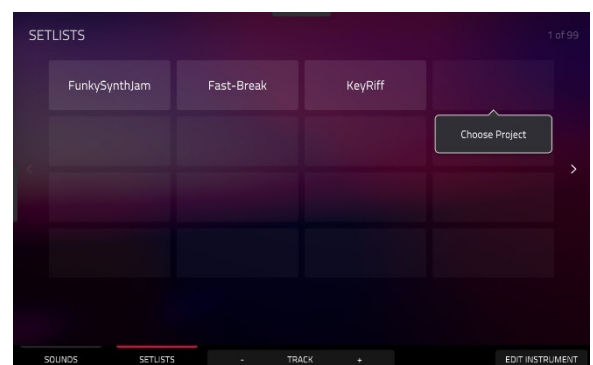 SETLISTS
1 of 99
FunkySynthJam
Fast-Break
KeyRiff
Choose Project
<
>
SOUNDS
SETLISTS
- TRACK +
EDIT INSTRUMENT